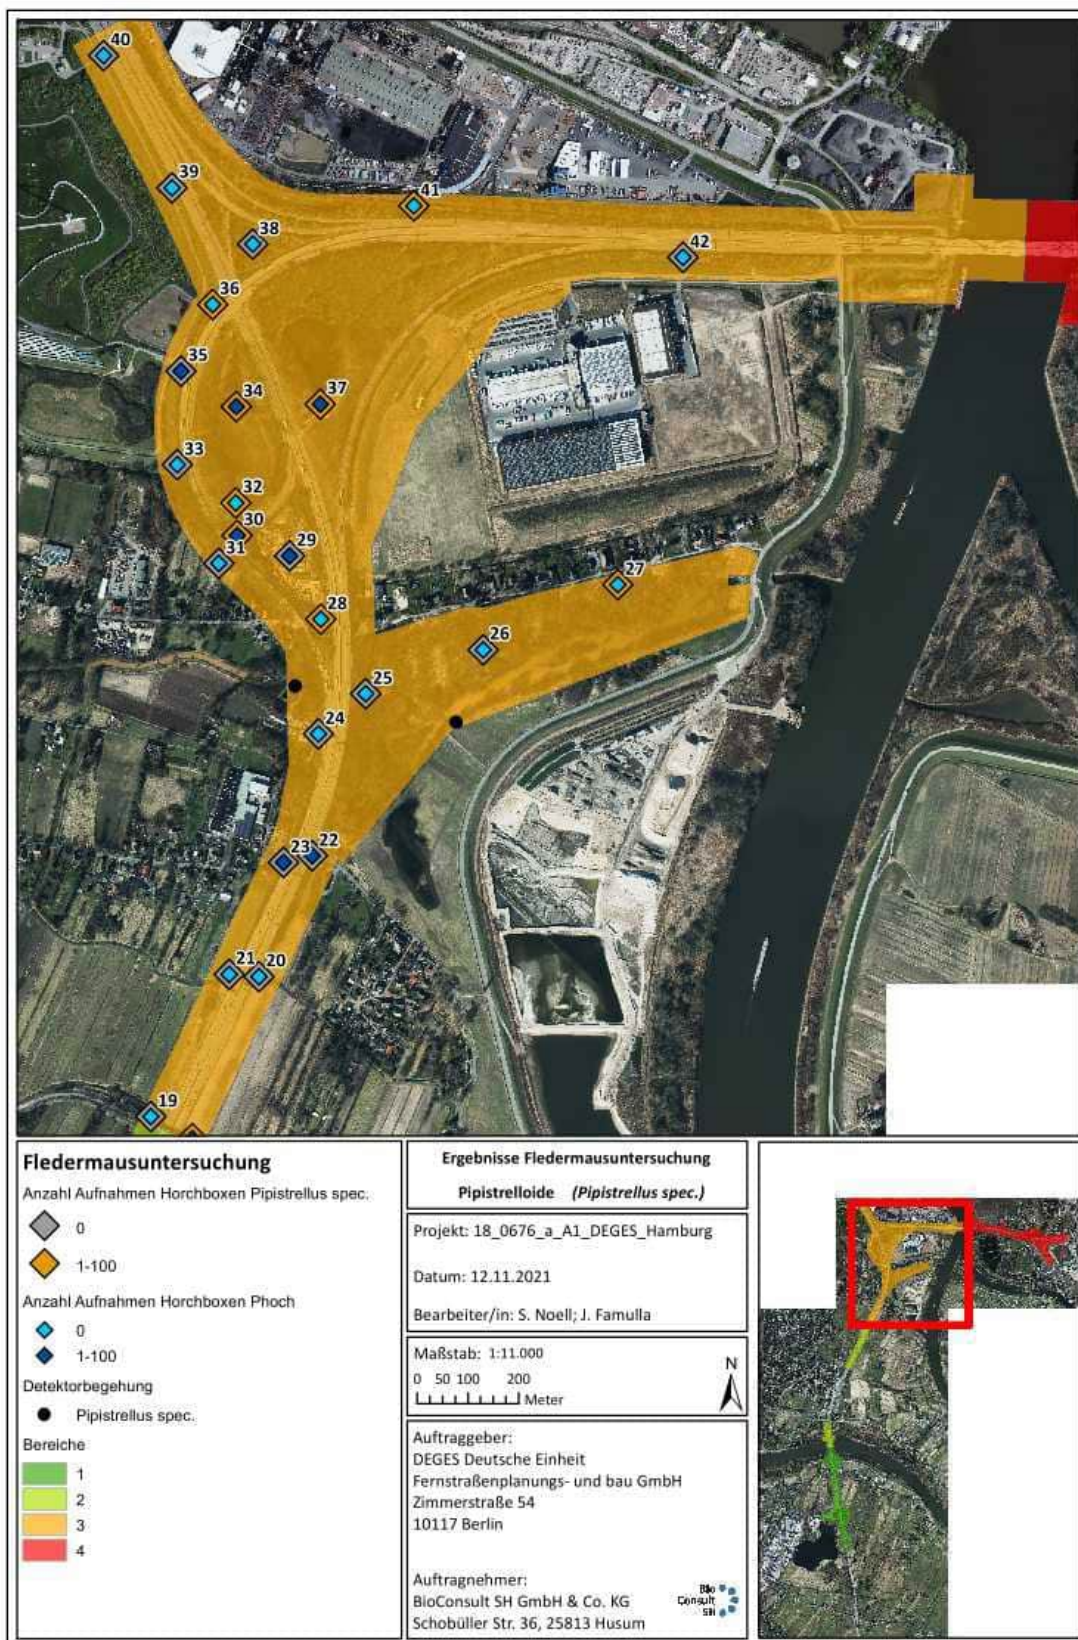 40
39
41
38
42
36
35
34
37
33
32
30
31
29
27
28
26
25
24
23
22
21
20
19
Fledermausuntersuchung
Anzahl Aufnahmen Horchboxen Pipistrellus spec.
0
1-100
Anzahl Aufnahmen Horchboxen Phoch
0
1-100
Detektorbegehung
Pipistrellus spec.
Bereiche
1
2
3
4
Ergebnisse Fledermausuntersuchung
Pipistrelloide (Pipistrellus spec.)
Projekt: 18_0676_a_A1_DEGES_Hamburg
Datum: 12.11.2021
Bearbeiter/in: S. Noell; J. Famulla
Maßstab: 1:11.000
0 50 100 200
Meter
N
Auftraggeber:
DEGES Deutsche Einheit
Fernstraßenplanungs- und bau GmbH
Zimmerstraße 54
10117 Berlin
Auftragnehmer:
BioConsult SH GmbH & Co. KG
Schobüller Str. 36, 25813 Husum
Bio
Consult
SH